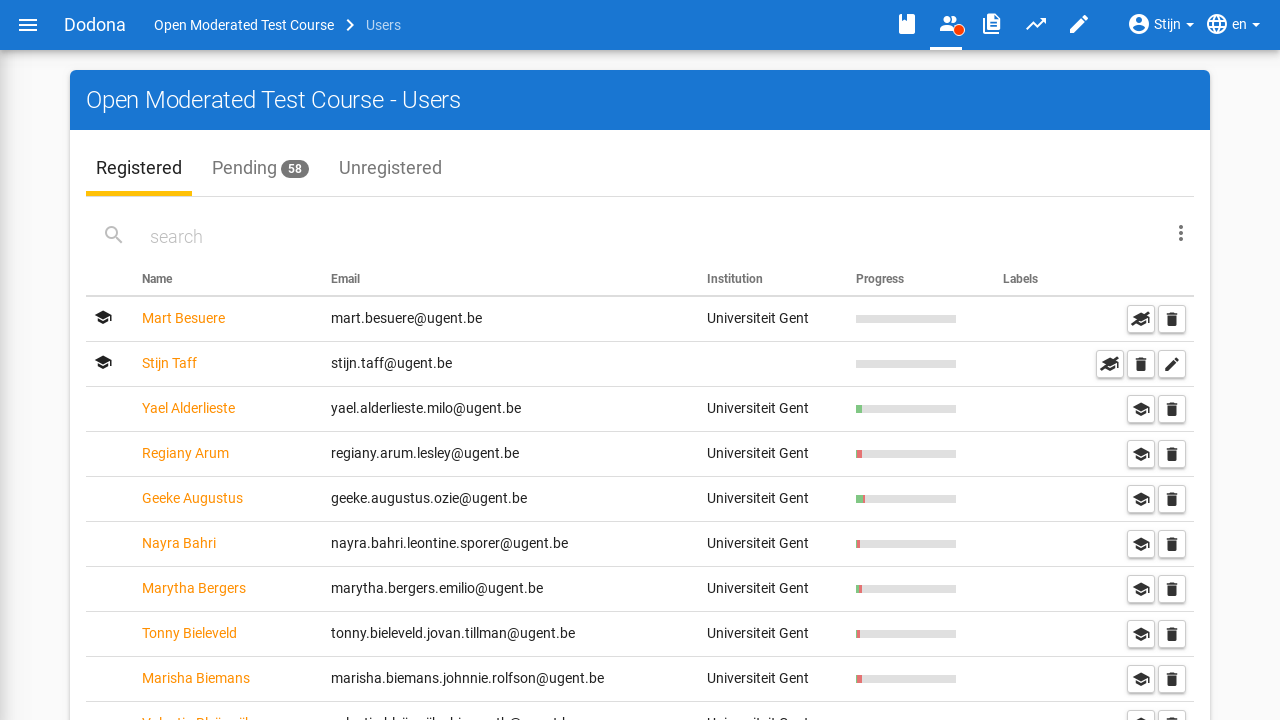 Dodona Open Moderated Test Course Users Stijn en
Open Moderated Test Course - Users
Registered Pending 58 Unregistered
search
Name Email Institution Progress Labels
Mart Besuere mart.besuere@ugent.be Universiteit Gent
Stijn Taff stijn.taff@ugent.be
Yael Alderlieste yael.alderlieste.milo@ugent.be Universiteit Gent
Regiany Arum regiany.arum.lesley@ugent.be Universiteit Gent
Geeke Augustus geeke.augustus.ozie@ugent.be Universiteit Gent
Nayra Bahri nayra.bahri.leontine.sporer@ugent.be Universiteit Gent
Marytha Bergers marytha.bergers.emilio@ugent.be Universiteit Gent
Tonny Bieleveld tonny.bieleveld.jovan.tillman@ugent.be Universiteit Gent
Marisha Biemans marisha.biemans.johnnie.rolfson@ugent.be Universiteit Gent